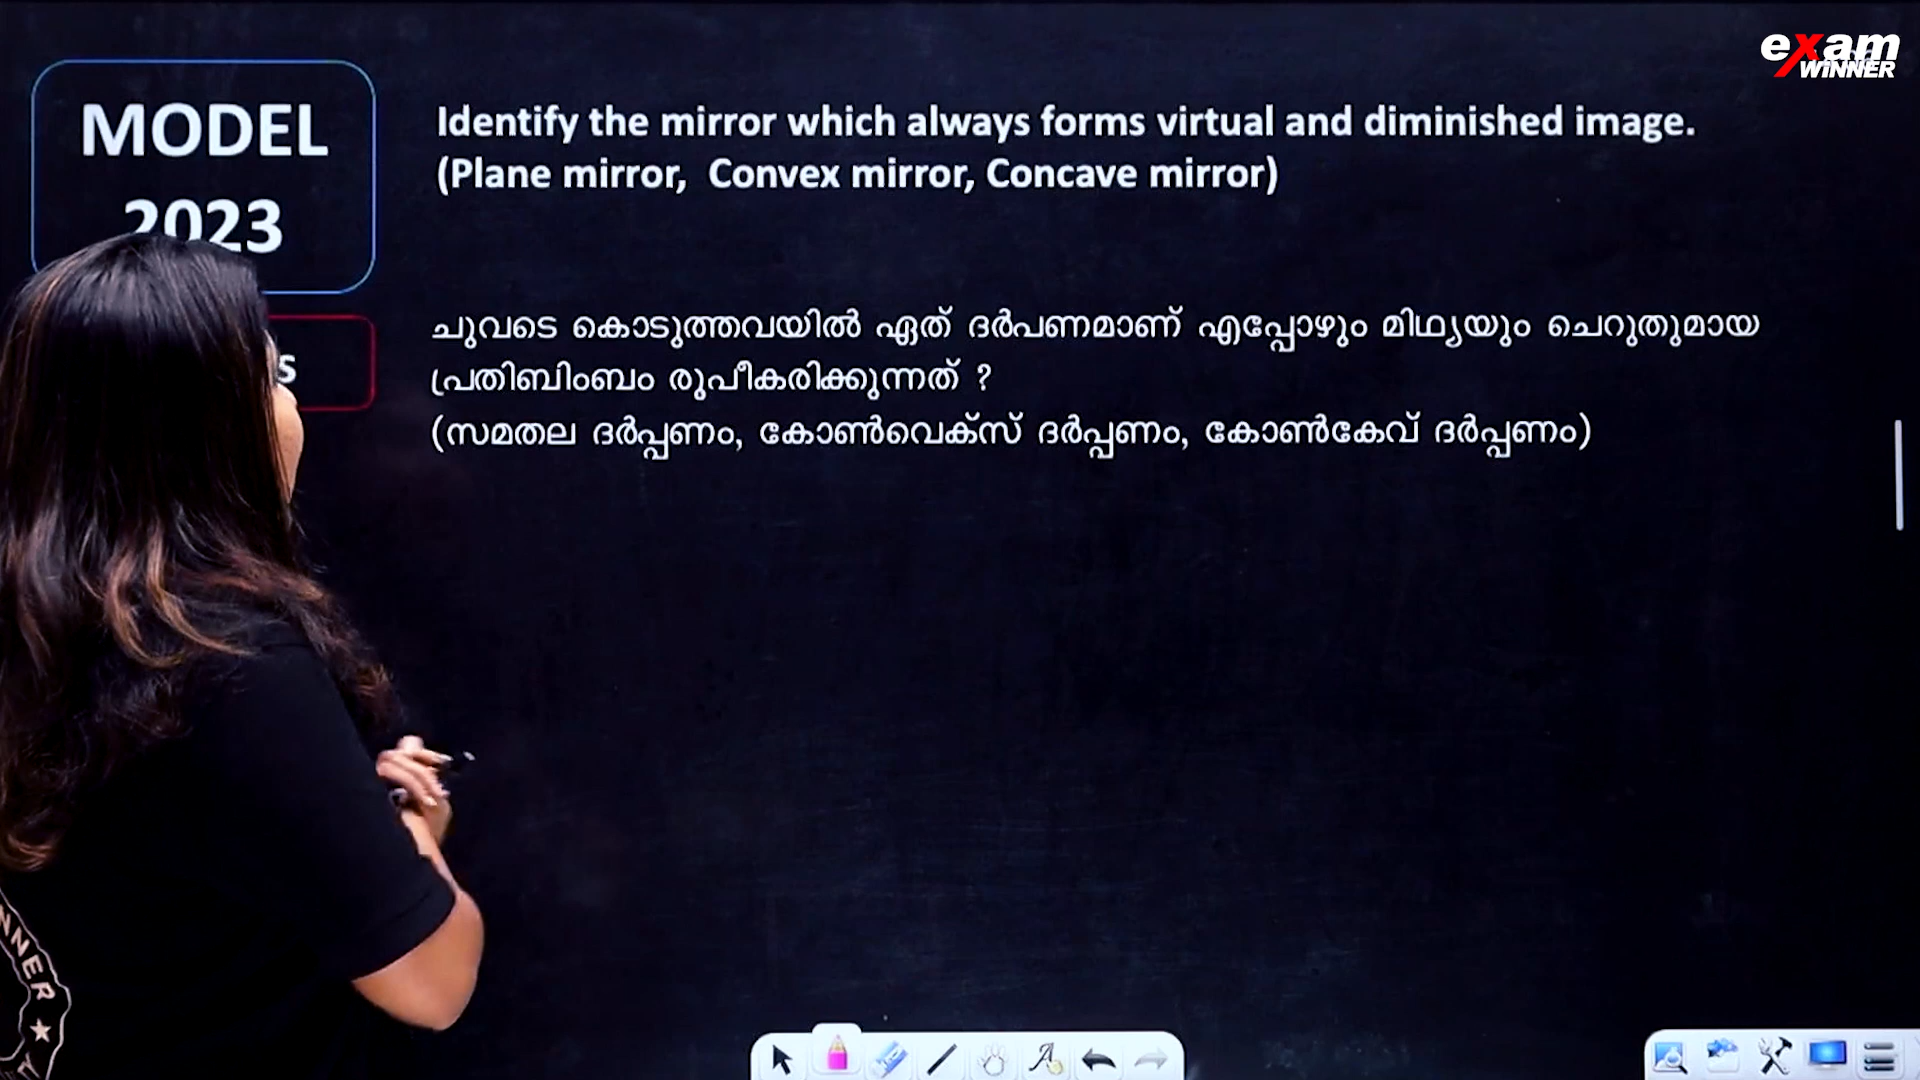 exam
WINNER
MODEL
2023
Identify the mirror which always forms virtual and diminished image.
(Plane mirror, Convex mirror, Concave mirror)
ചുവടെ കൊടുത്തവയിൽ ഏത് ദർപണമാണ് എപ്പോഴും മിഥ്യയും ചെറുതുമായ
പ്രതിബിംബം രുപീകരിക്കുന്നത് ?
(സമതല ദർപ്പണം, കോൺവെക്സ് ദർപ്പണം, കോൺകേവ് ദർപ്പണം)